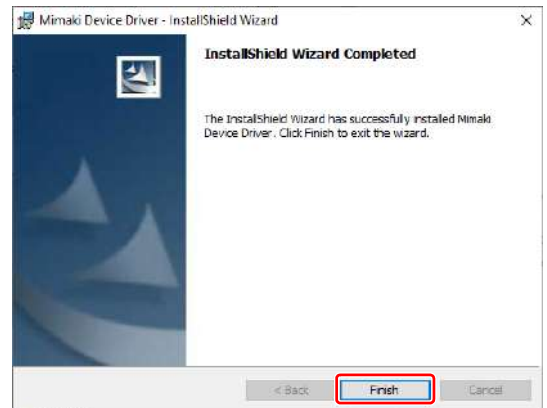 Mimaki Device Driver - InstallShield Wizard
InstallShield Wizard Completed
The InstallShield Wizard has successfully installed Mimaki
Device Driver. Click Finish to exit the wizard.
< Back
Finish
Cancel